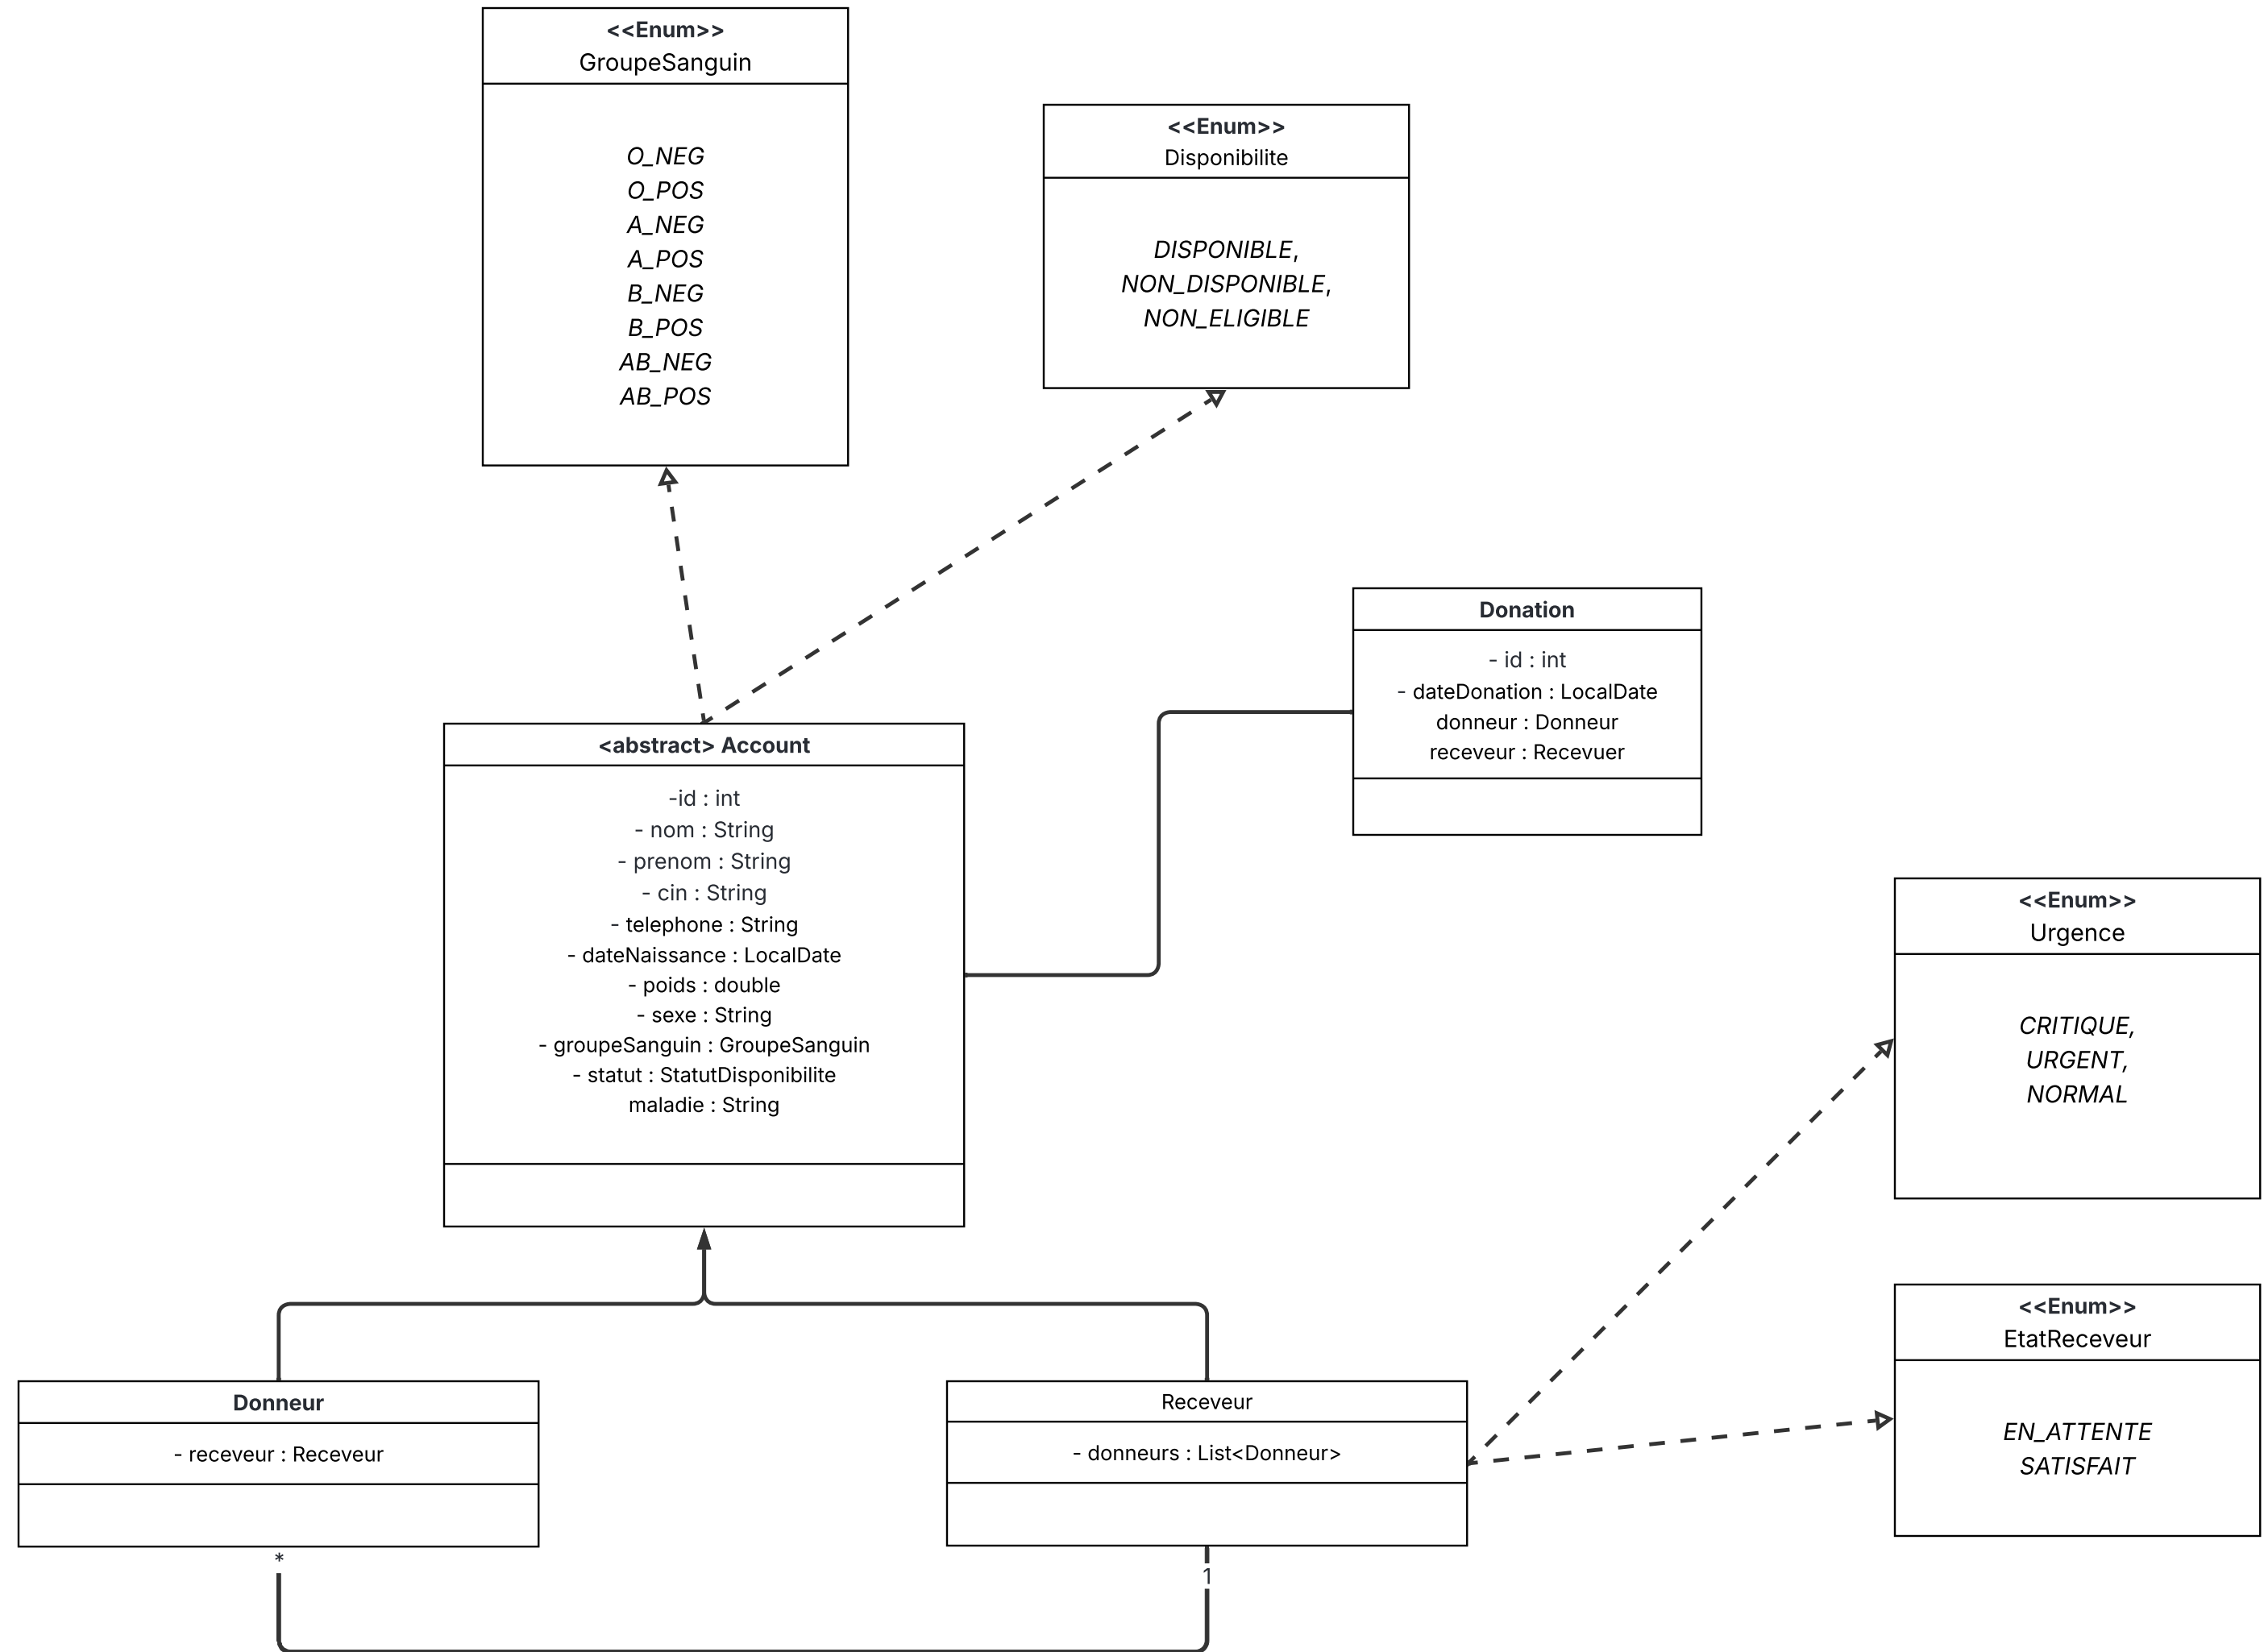 <<Enum>>
GroupeSanguin
O_NEG
O_POS
A_NEG
A_POS
B_NEG
B_POS
AB_NEG
AB_POS
<<Enum>>
Disponibilite
DISPONIBLE,
NON_DISPONIBLE,
NON_ELIGIBLE
Donation
- id : int
- dateDonation : LocalDate
donneur : Donneur
receveur : Recevuer
<abstract> Account
-id : int
- nom : String
- prenom : String
- cin : String
- telephone : String
- dateNaissance : LocalDate
- poids : double
- sexe : String
- groupeSanguin : GroupeSanguin
- statut : StatutDisponibilite
maladie : String
<<Enum>>
Urgence
CRITIQUE,
URGENT,
NORMAL
<<Enum>>
EtatReceveur
EN_ATTENTE
SATISFAIT
Donneur
- receveur : Receveur
*
Receveur
- donneurs : List<Donneur>
1